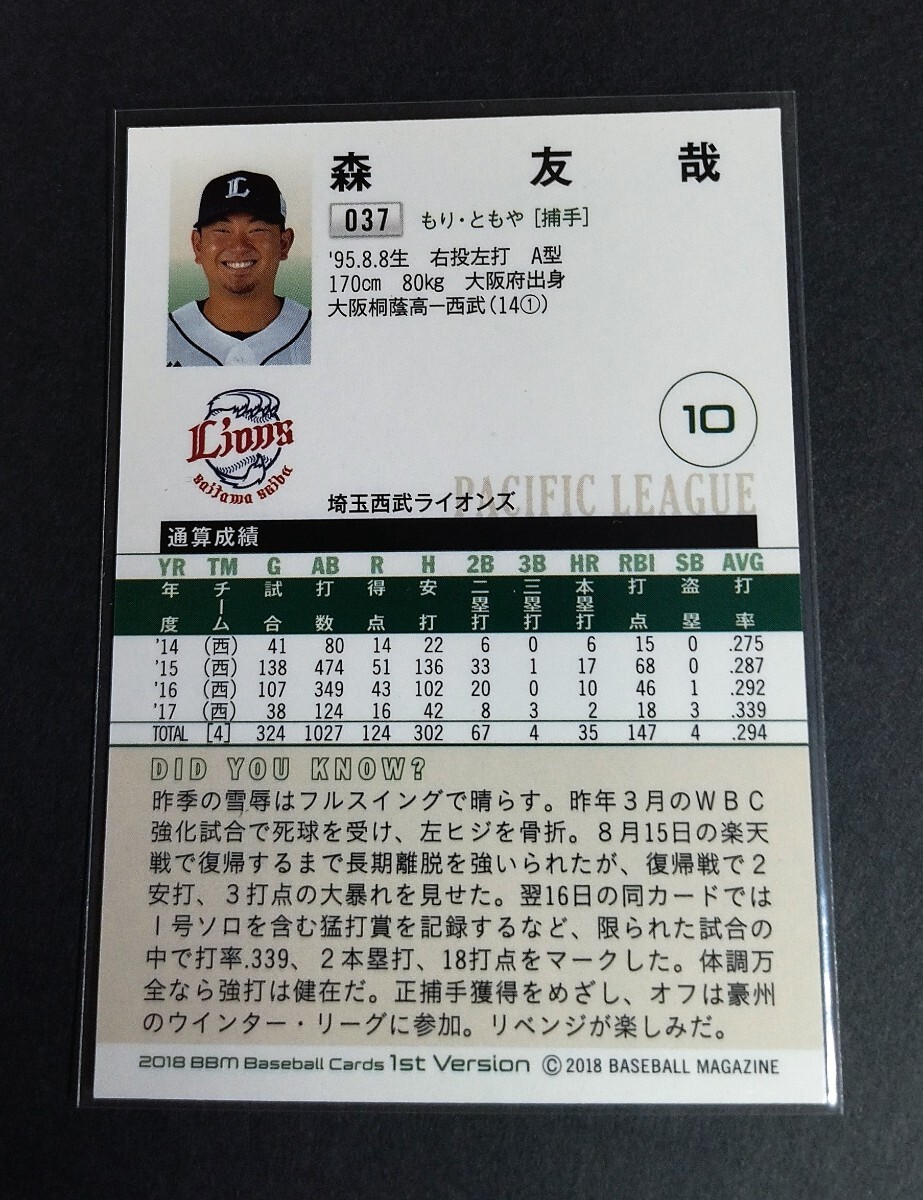 L
森 友 哉
037 もり・ともや [捕手]
'95.8.8生 右投左打 A型
170cm 80kg 大阪府出身
大阪桐蔭高ー西武(14①)
Lions
saitama seibu
10
PACIFIC LEAGUE
埼玉西武ライオンズ
通算成績
YR TM G AB R H 2B 3B HR RBI SB AVG
年度 チーム 試合 打数 得点 安打 二塁打 三塁打 本塁打 打点 盗塁 打率
'14 (西) 41 80 14 22 6 0 6 15 0 .275
'15 (西) 138 474 51 136 33 1 17 68 0 .287
'16 (西) 107 349 43 102 20 0 10 46 1 .292
'17 (西) 38 124 16 42 8 3 2 18 3 .339
TOTAL [4] 324 1027 124 302 67 4 35 147 4 .294
DID YOU KNOW?
昨季の雪辱はフルスイングで晴らす。昨年3月のWBC
強化試合で死球を受け、左ヒジを骨折。8月15日の楽天
戦で復帰するまで長期離脱を強いられたが、復帰戦で2
安打、3打点の大暴れを見せた。翌16日の同カードでは
1号ソロを含む猛打賞を記録するなど、限られた試合の
中で打率.339、2本塁打、18打点をマークした。体調万
全なら強打は健在だ。正捕手獲得をめざし、オフは豪州
のウインター・リーグに参加。リベンジが楽しみだ。
2018 BBM Baseball Cards 1st Version © 2018 BASEBALL MAGAZINE